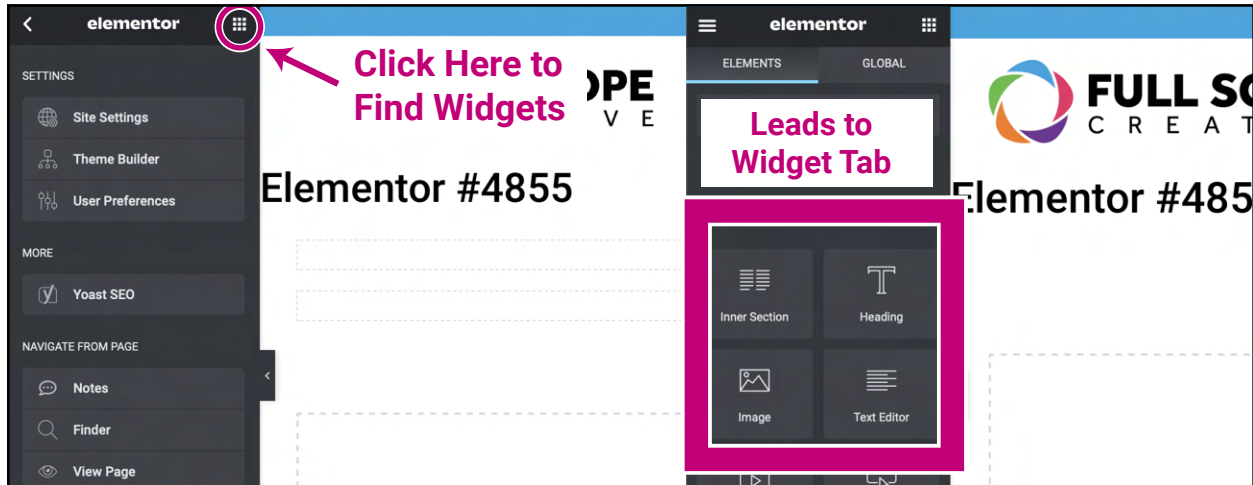 elementor
SETTINGS
Site Settings
Theme Builder
User Preferences
MORE
Yoast SEO
NAVIGATE FROM PAGE
Notes
Finder
View Page
Click Here to
Find Widgets
OPE
V E
Elementor #4855
elementor
ELEMENTS GLOBAL
Leads to
Widget Tab
Inner Section Heading
Image Text Editor
FULL SC
C R E A T
Elementor #485